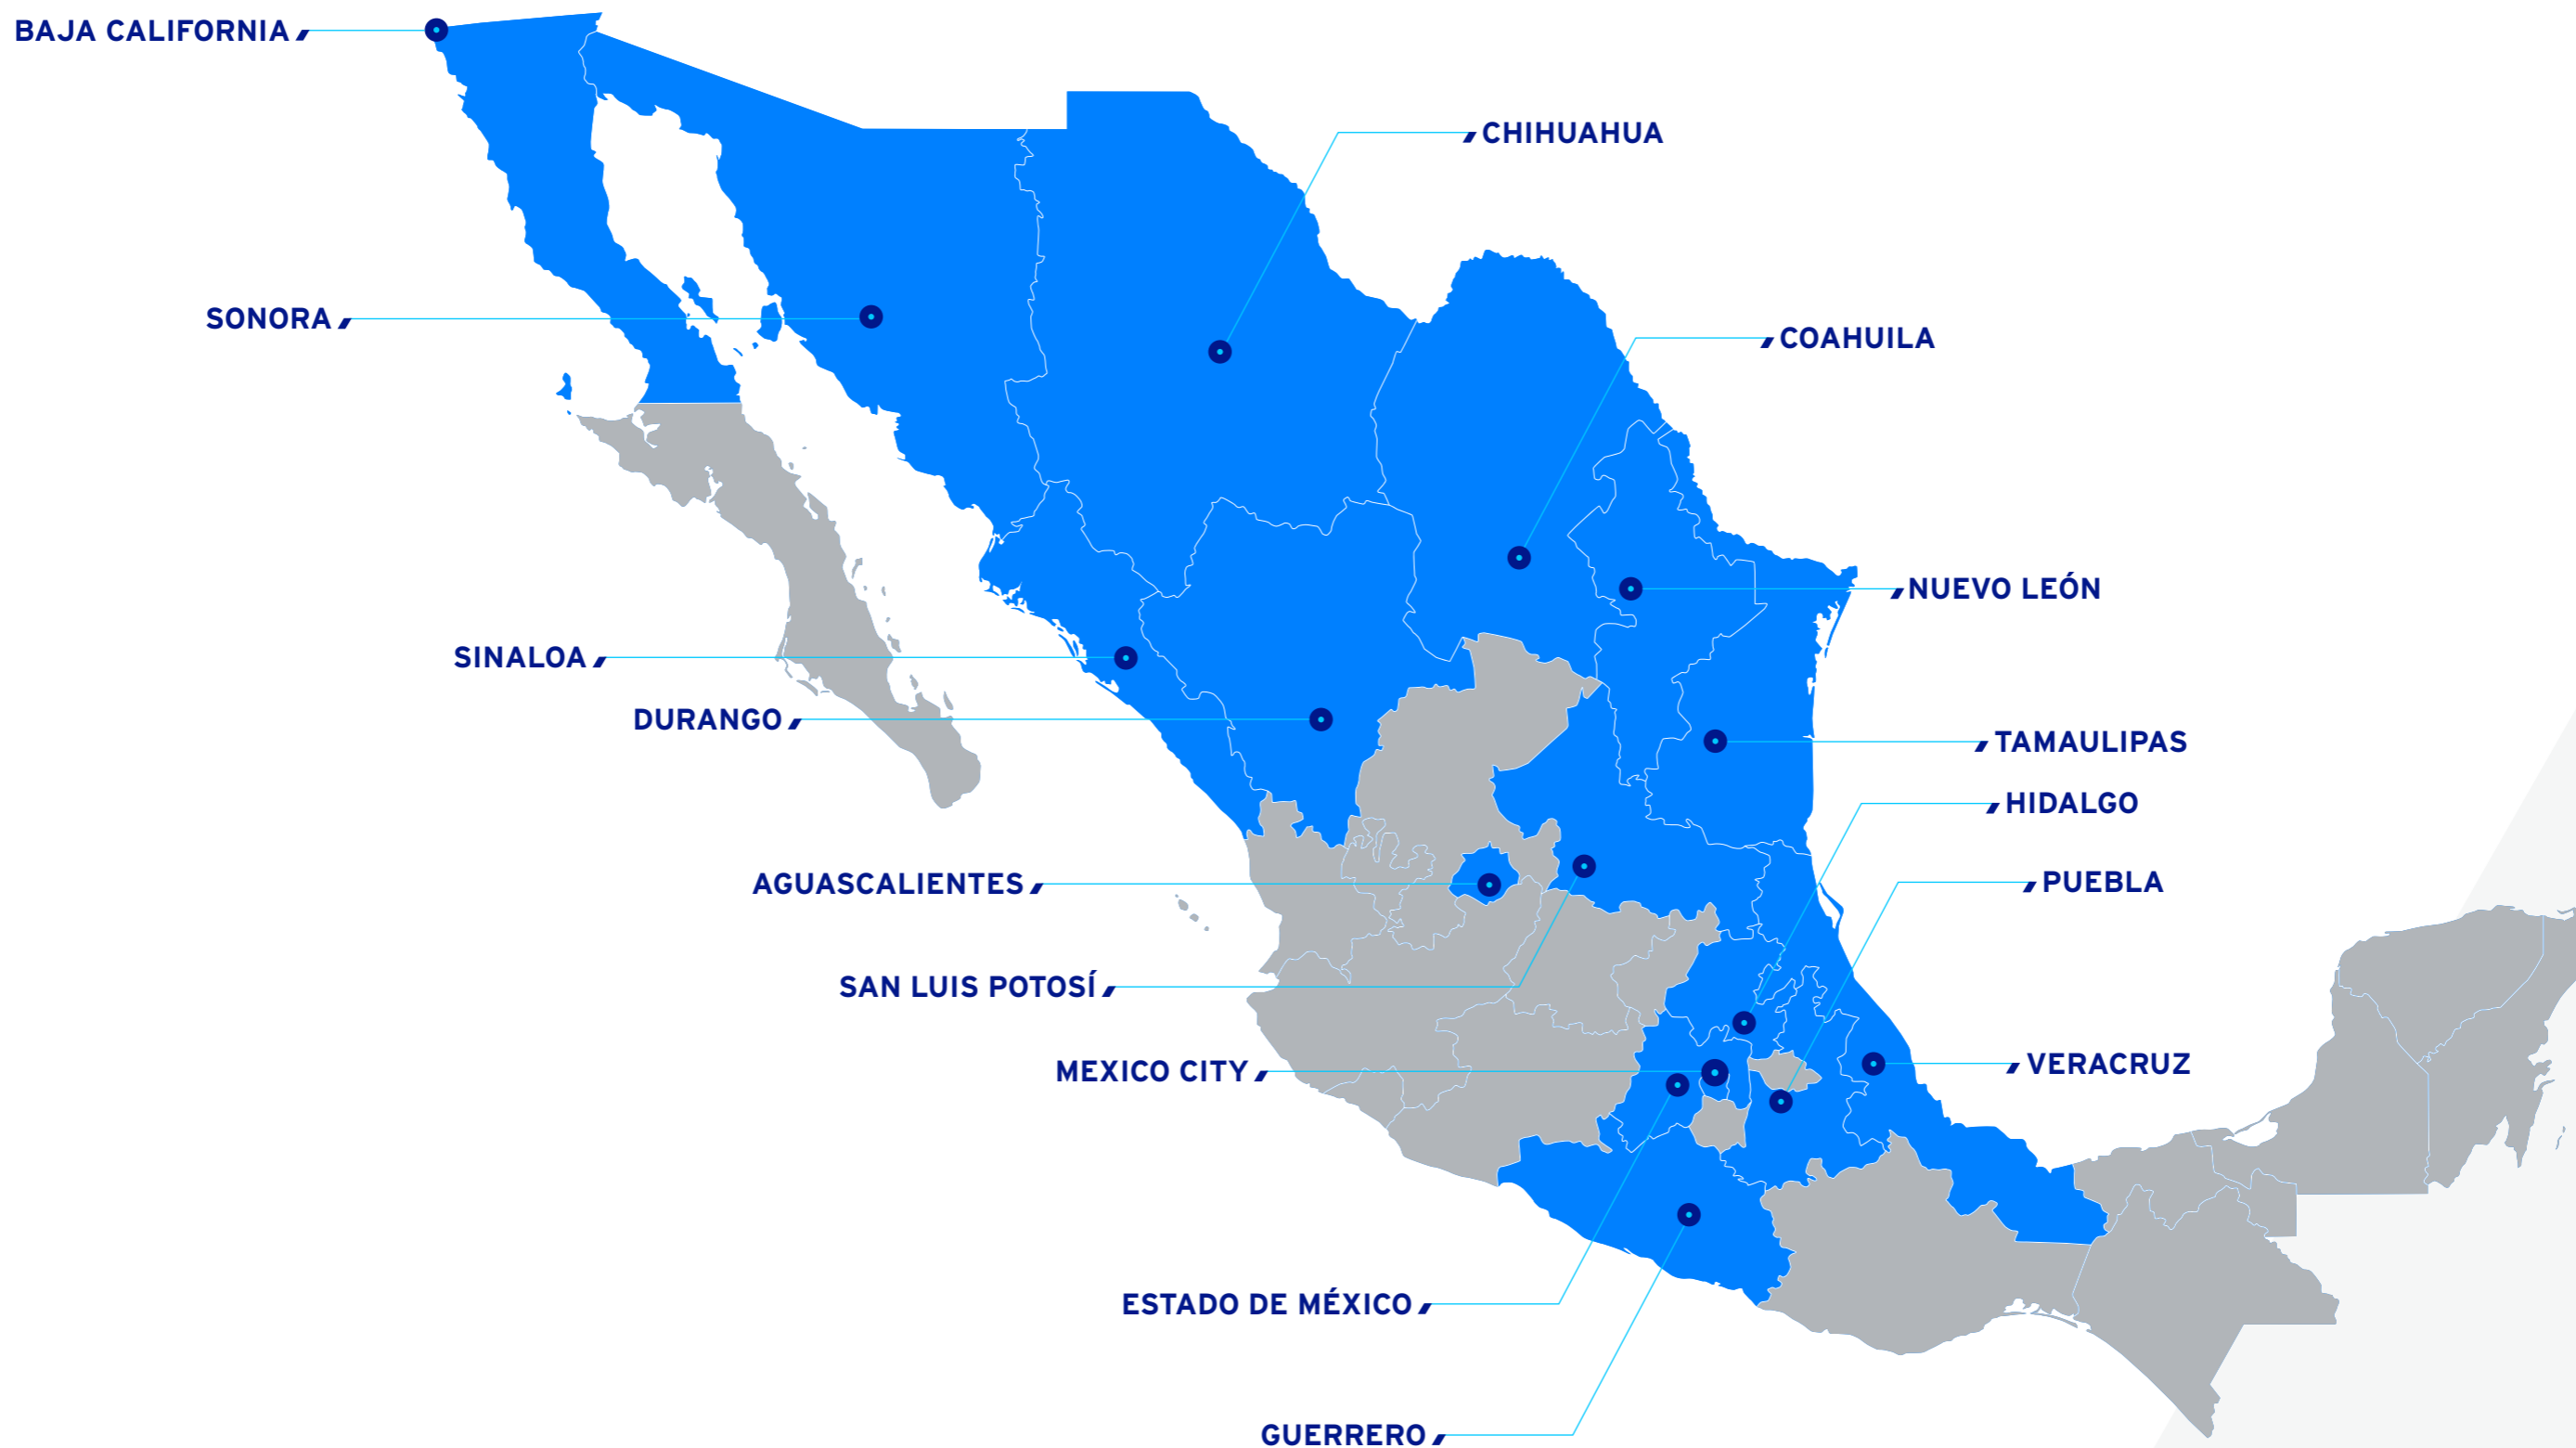 BAJA CALIFORNIA
CHIHUAHUA
SONORA
COAHUILA
NUEVO LEÓN
SINALOA
DURANGO
TAMAULIPAS
HIDALGO
AGUASCALIENTES
PUEBLA
SAN LUIS POTOSÍ
MEXICO CITY
VERACRUZ
ESTADO DE MÉXICO
GUERRERO